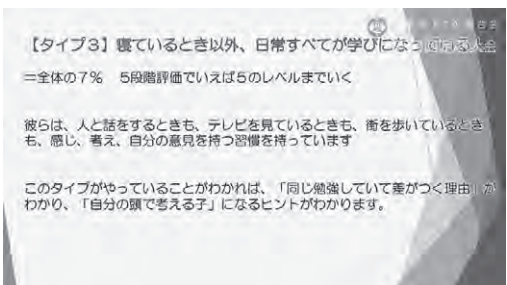 【タイプ3】寝ているとき以外、日常すべてが学びになっ
=全体の7% 5段階評価でいえば5のレベルまでいく
彼らは、人と話をするときも、テレビを見ているときも、街を歩いているとき
も、感じ、考え、自分の意見を持つ習慣を持っています
このタイプがやっていることがわかれば、「同じ勉強していて差がつく理由」が
わかり、「自分の頭で考える子」になるヒントがわかります。